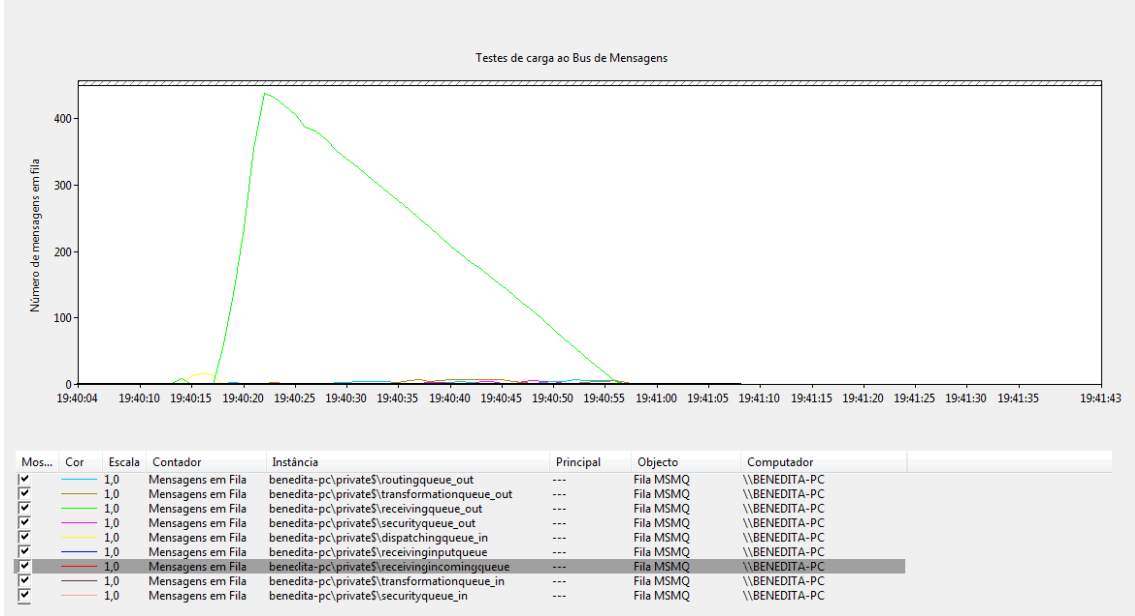 Testes de carga ao Bus de Mensagens
Número de mensagens em fila
400
300
200
100
0
19:40:04 19:40:10 19:40:15 19:40:20 19:40:25 19:40:30 19:40:35 19:40:40 19:40:45 19:40:50 19:40:55 19:41:00 19:41:05 19:41:10 19:41:15 19:41:20 19:41:25 19:41:30 19:41:35 19:41:43
Mos... Cor Escala Contador Instância Principal Objecto Computador
1,0 Mensagens em Fila benedita-pc\private$\routingqueue_out --- Fila MSMQ \\BENEDITA-PC
1,0 Mensagens em Fila benedita-pc\private$\transformationqueue_out --- Fila MSMQ \\BENEDITA-PC
1,0 Mensagens em Fila benedita-pc\private$\receivingqueue_out --- Fila MSMQ \\BENEDITA-PC
1,0 Mensagens em Fila benedita-pc\private$\securityqueue_out --- Fila MSMQ \\BENEDITA-PC
1,0 Mensagens em Fila benedita-pc\private$\dispatchingqueue_in --- Fila MSMQ \\BENEDITA-PC
1,0 Mensagens em Fila benedita-pc\private$\receivinginputqueue --- Fila MSMQ \\BENEDITA-PC
1,0 Mensagens em Fila benedita-pc\private$\receivingincomingqueue --- Fila MSMQ \\BENEDITA-PC
1,0 Mensagens em Fila benedita-pc\private$\transformationqueue_in --- Fila MSMQ \\BENEDITA-PC
1,0 Mensagens em Fila benedita-pc\private$\securityqueue_in --- Fila MSMQ \\BENEDITA-PC